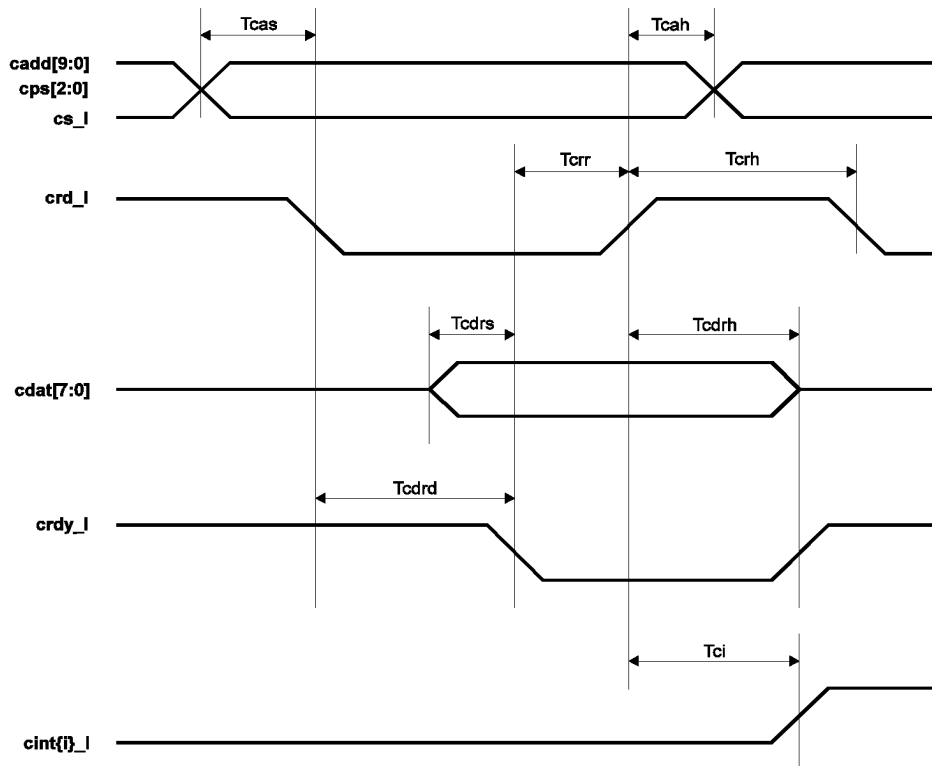 Tcas
Tcah
cadd[9:0]
cps[2:0]
cs_l
Tcrr
Tcrh
crd_l
Tcdrs
Tcdrh
cdat[7:0]
Tcdrd
crdy_l
Tci
cint{i}_l